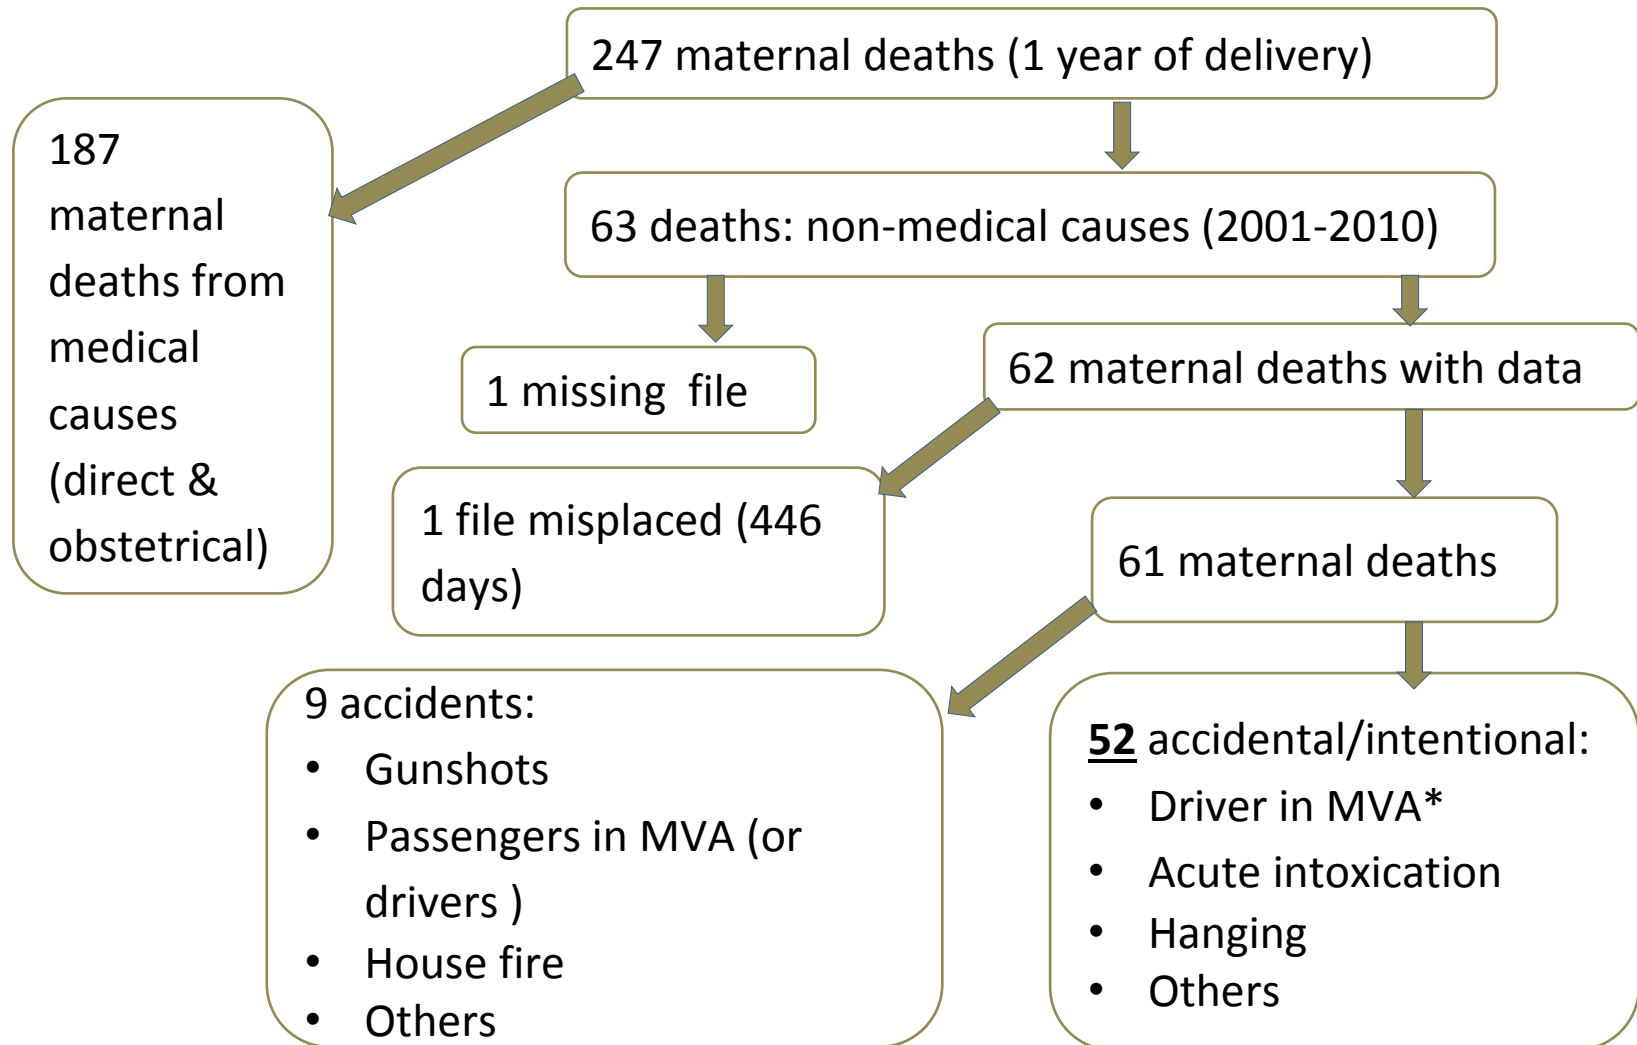 247 maternal deaths (1 year of delivery)
187
maternal
deaths from
medical
causes
(direct &
obstetrical)
63 deaths: non-medical causes (2001-2010)
1 missing  file
62 maternal deaths with data
1 file misplaced (446
days)
61 maternal deaths
9 accidents:
• Gunshots
• Passengers in MVA (or
drivers )
• House fire
• Others
52 accidental/intentional:
• Driver in MVA*
• Acute intoxication
• Hanging
• Others